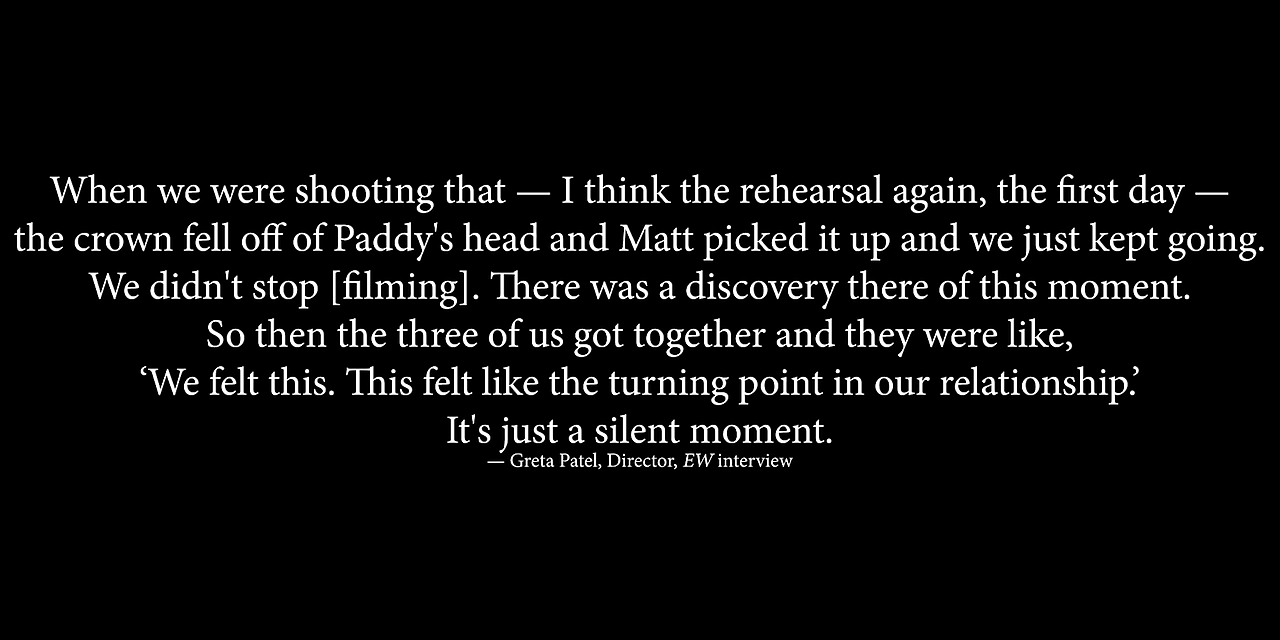 When we were shooting that — I think the rehearsal again, the first day —
the crown fell off of Paddy's head and Matt picked it up and we just kept going.
We didn't stop [filming]. There was a discovery there of this moment.
So then the three of us got together and they were like,
‘We felt this. This felt like the turning point in our relationship.’
It's just a silent moment.
— Greta Patel, Director, EW interview